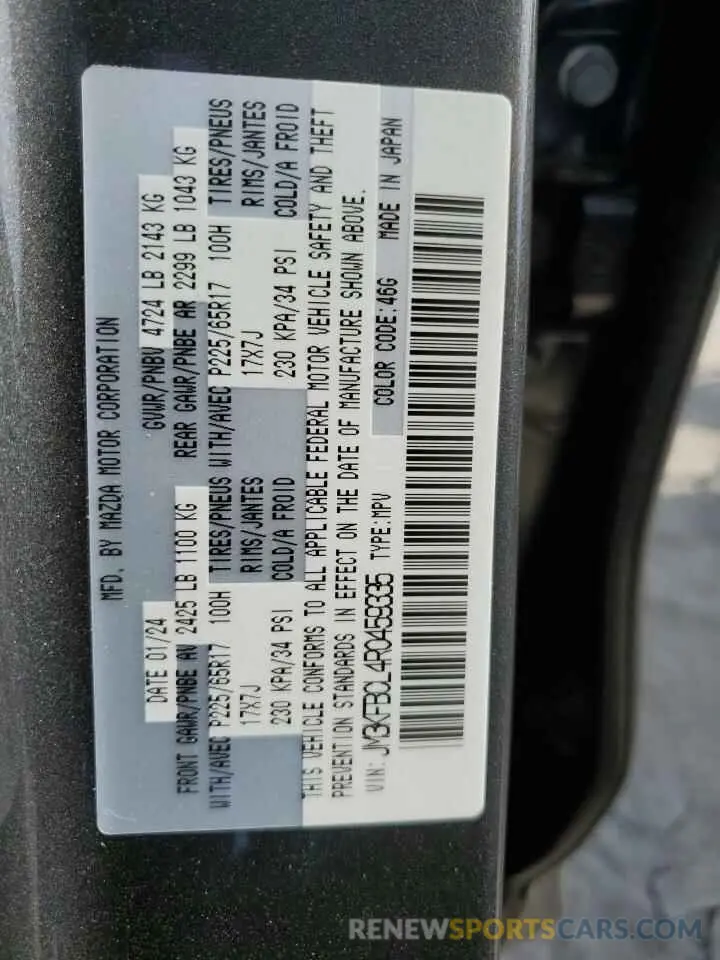 MFD. BY MAZDA MOTOR CORPORATION
DATE 01/24 GVWR/PNBV 4724 LB 2143 KG
FRONT GAWR/PNBE AV 2425 LB 1100 KG REAR GAWR/PNBE AR 2299 LB 1043 KG
WITH/AVEC P225/65R17 100H TIRES/PNEUS WITH/AVEC P225/65R17 100H TIRES/PNEUS
17X7J RIMS/JANTES 17X7J RIMS/JANTES
230 KPA/34 PSI COLD/A FROID 230 KPA/34 PSI COLD/A FROID
THIS VEHICLE CONFORMS TO ALL APPLICABLE FEDERAL MOTOR VEHICLE SAFETY AND THEFT
PREVENTION STANDARDS IN EFFECT ON THE DATE OF MANUFACTURE SHOWN ABOVE.
VIN: JM3KFBCL4R0459335 TYPE:MPV COLOR CODE:46G MADE IN JAPAN
RENEWSPORTSCARS.COM